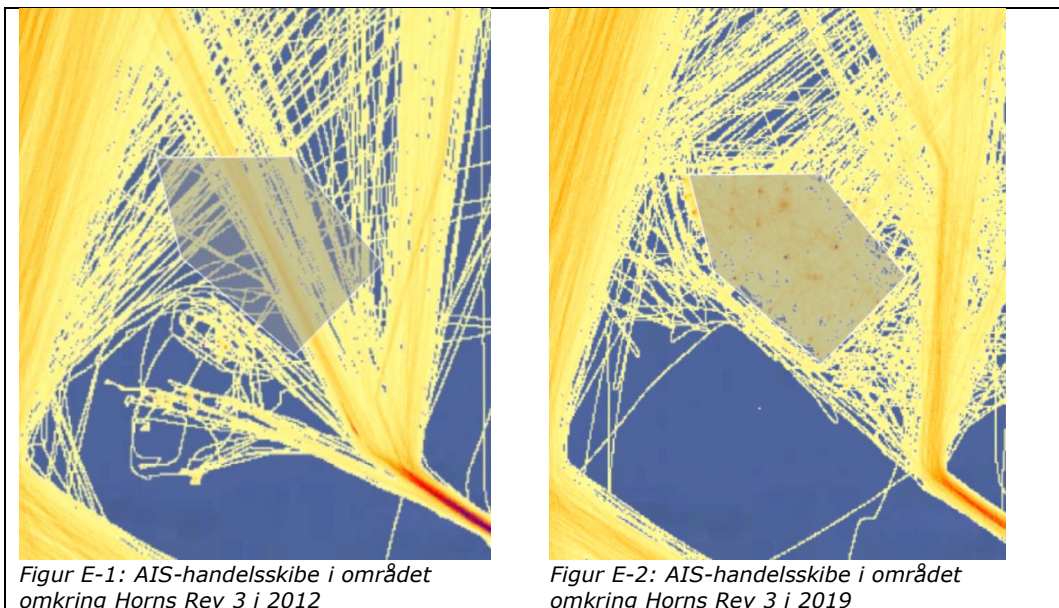 Figur E-1: AIS-handelsskibe i området
omkring Horns Rev 3 i 2012
Figur E-2: AIS-handelsskibe i området
omkring Horns Rev 3 i 2019